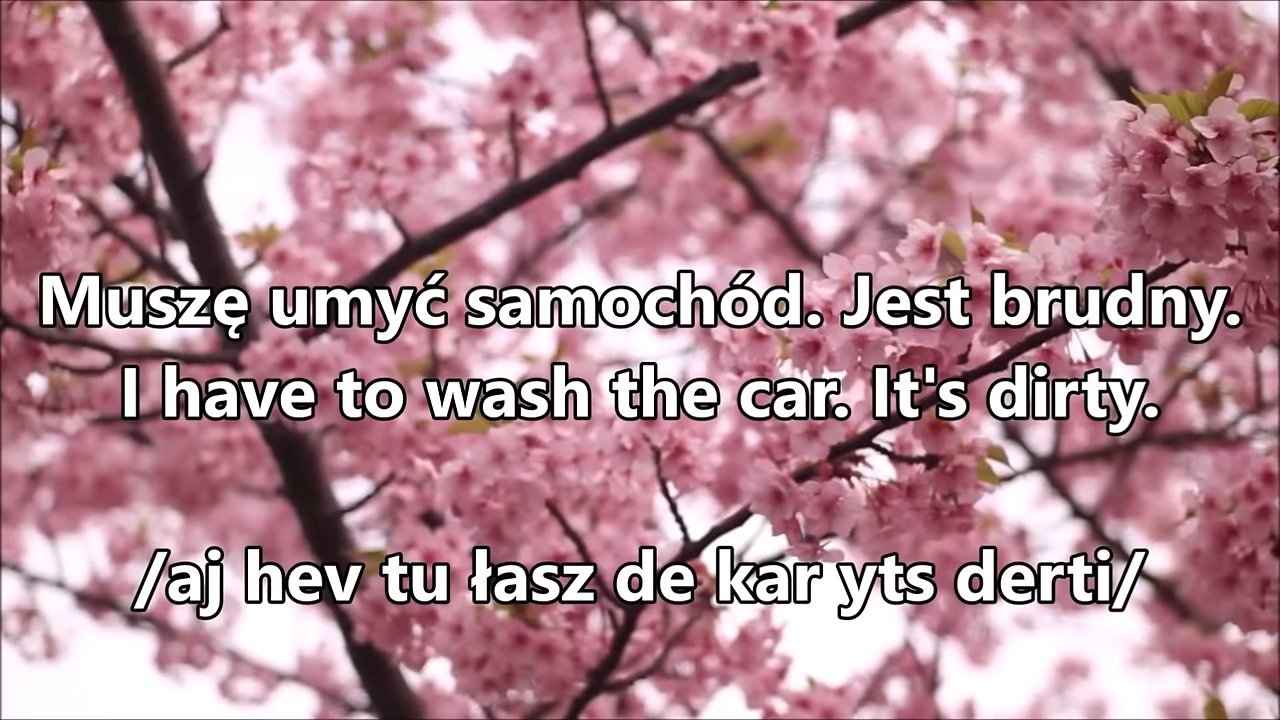 Muszę umyć samochód. Jest brudny.
I have to wash the car. It's dirty.
/aj hev tu łasz de kar yts derti/